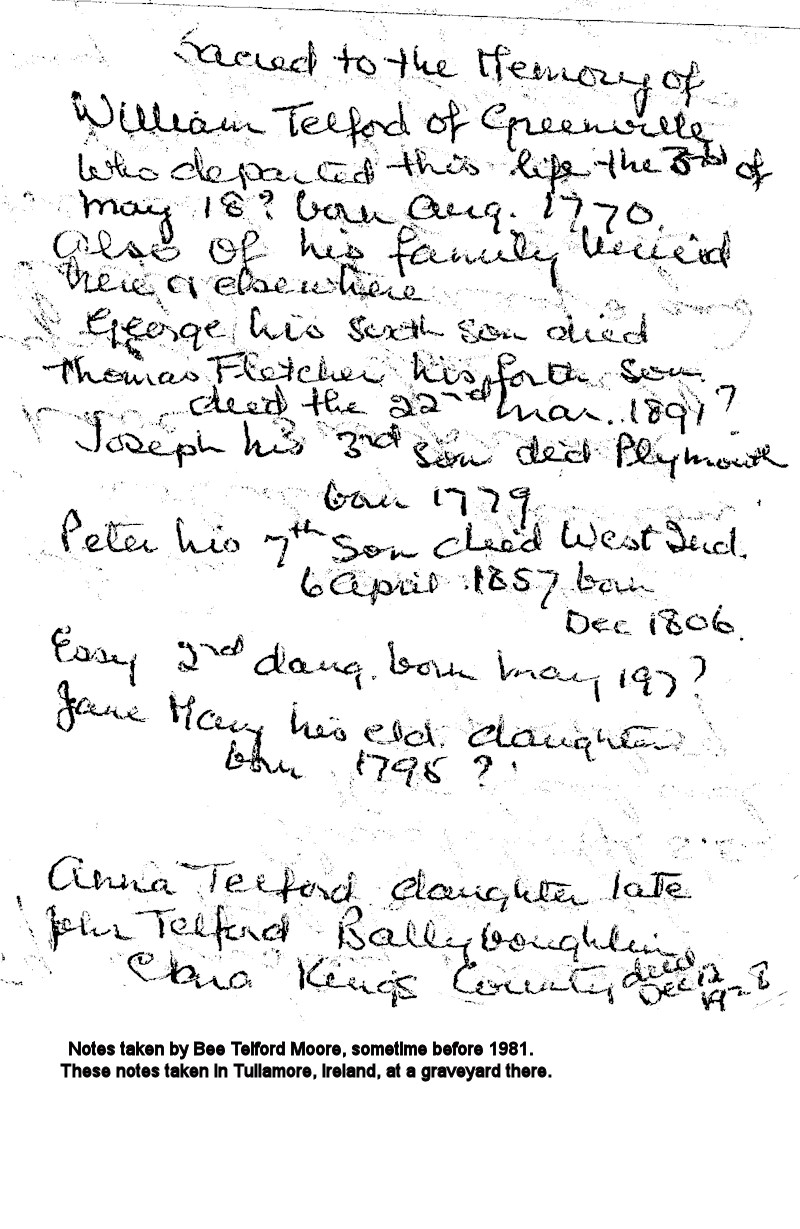 Sacred to the Memory of
William Telford of Greenville
who departed this life the 3rd of
may 18? born Aug. 1770.
also of his family
here or elsewhere
George his sixth son died
Thomas Fletcher his forth son
died the 22nd mar. 1891?
Joseph his 3rd son died Plymouth
born 1779
Peter his 7th son died West Ind.
6 april 1857 born
Dec 1806.
Essy 2nd daug. born may 197?
Jane Mary his eld. daughter
born 1795 ?
Anna Telford daughter late
John Telford Ballyboughlin
Clara Kings County died
Dec 12
Notes taken by Bee Telford Moore, sometime before 1981.
These notes taken in Tullamore, Ireland, at a graveyard there.